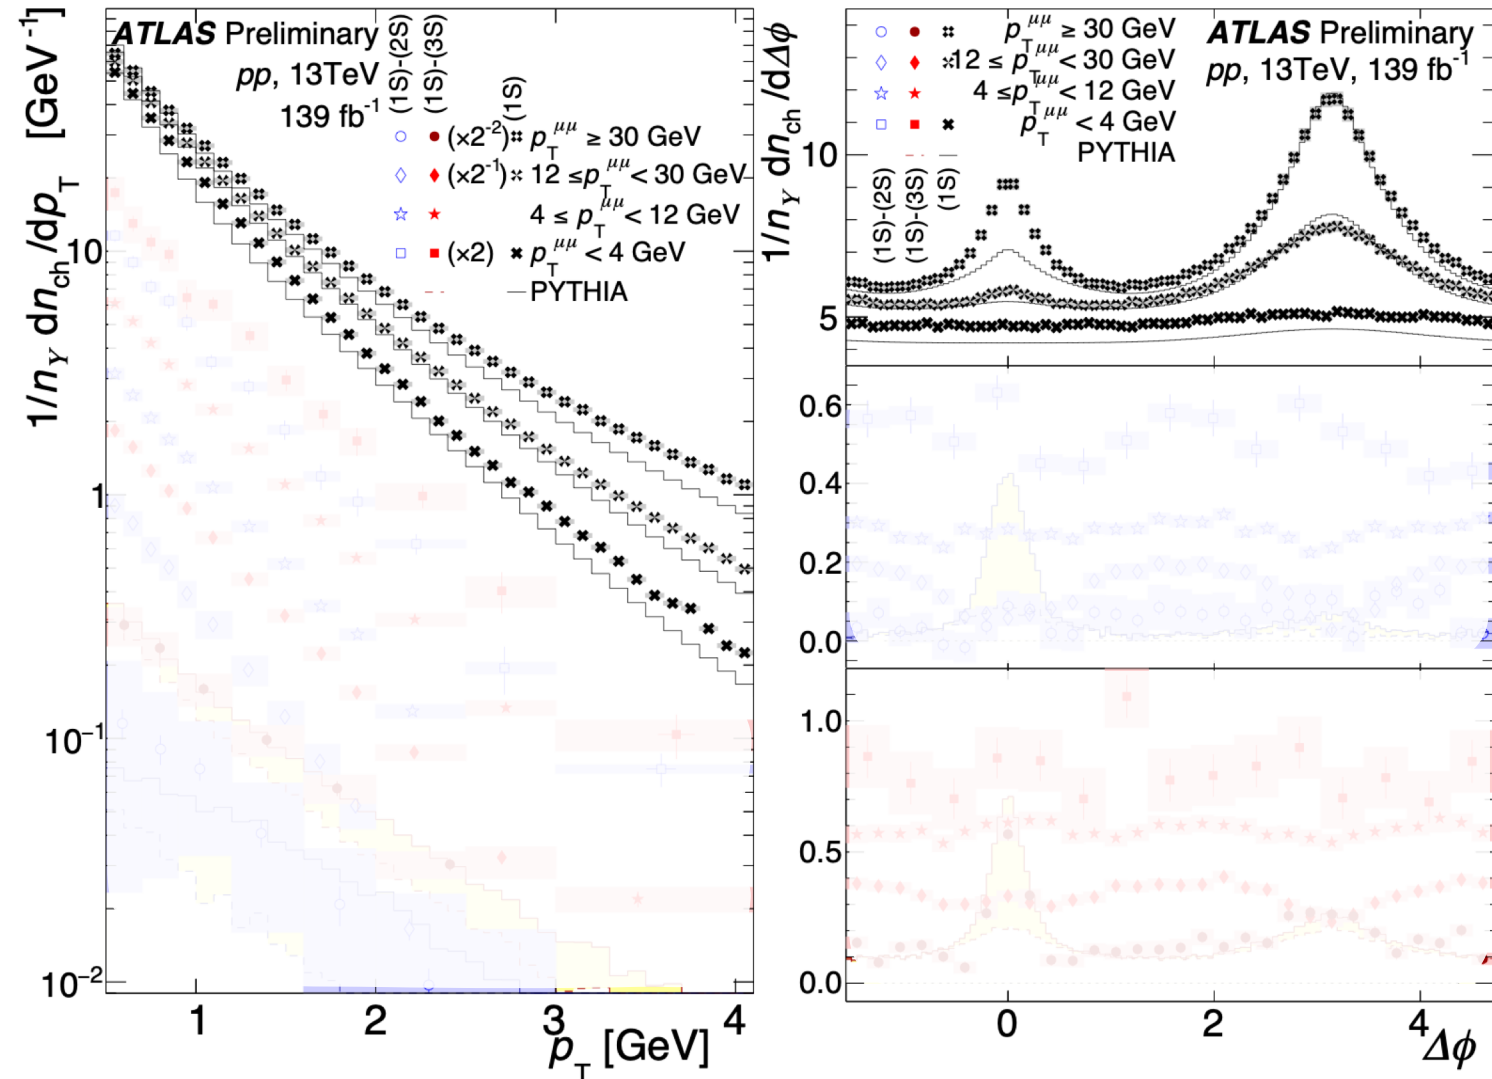 1/nϒ dnch/dpT [GeV-1]
ATLAS Preliminary
pp, 13TeV
139 fb-1
(1S)-(2S)
(1S)-(3S)
(1S)
(×2-2) pTμμ ≥ 30 GeV
(×2-1) 12 ≤pTμμ< 30 GeV
4 ≤ pTμμ< 12 GeV
(×2) pTμμ< 4 GeV
PYTHIA
10
1
10-1
10-2
1 2 3 4
pT [GeV]
1/nϒ dnch/dΔϕ
pTμμ ≥ 30 GeV
12 ≤ pTμμ< 30 GeV
4 ≤pTμμ< 12 GeV
pTμμ< 4 GeV
PYTHIA
ATLAS Preliminary
pp, 13TeV, 139 fb-1
(1S)-(2S)
(1S)-(3S)
(1S)
10
5
0.6
0.4
0.2
0.0
1.0
0.5
0.0
0 2 4
Δϕ